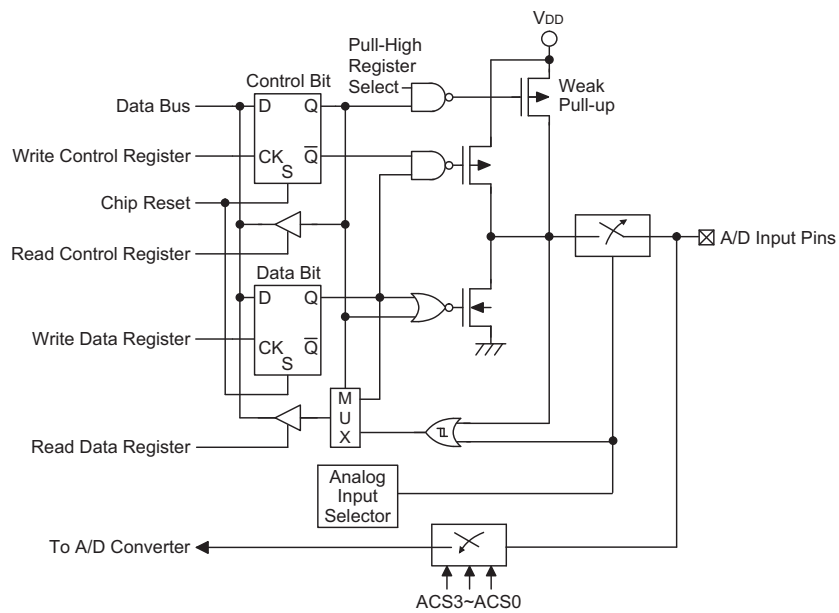 VDD
Pull-High
Register
Select
Control Bit
Weak
Pull-up
Data Bus
D
Q
Write Control Register
CK
Q̅
S
Chip Reset
A/D Input Pins
Read Control Register
Data Bit
D
Q
Write Data Register
CK
Q̅
S
M
U
X
Read Data Register
Analog
Input
Selector
To A/D Converter
ACS3~ACS0